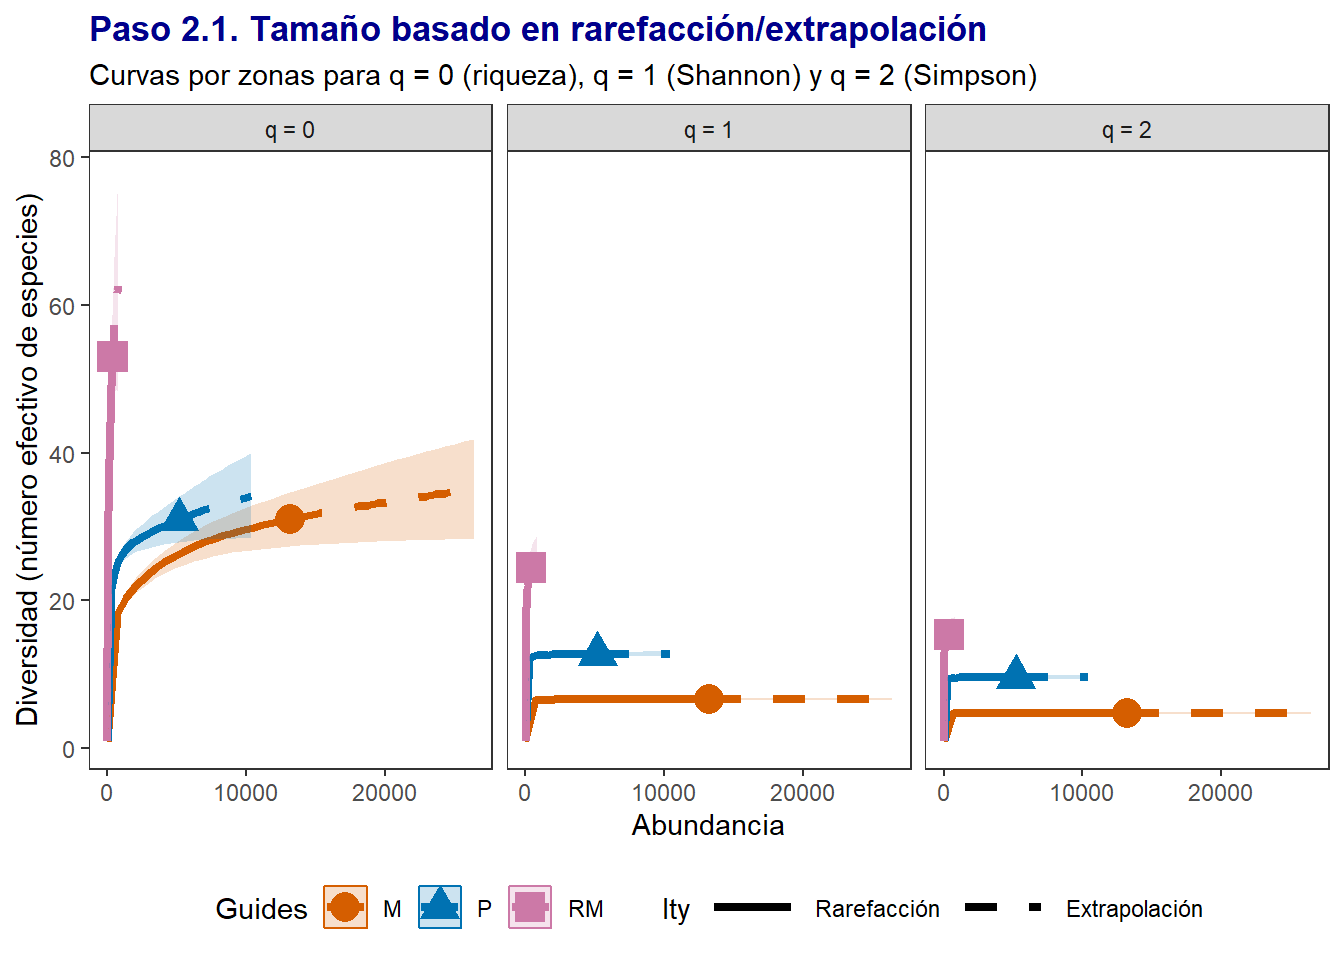 Paso 2.1. Tamaño basado en rarefacción/extrapolación
Curvas por zonas para q = 0 (riqueza), q = 1 (Shannon) y q = 2 (Simpson)
q = 0
q = 1
q = 2
Diversidad (número efectivo de especies)
80
60
40
20
0
0
10000
20000
0
10000
20000
0
10000
20000
Abundancia
Guides
M
P
RM
lty
Rarefacción
Extrapolación